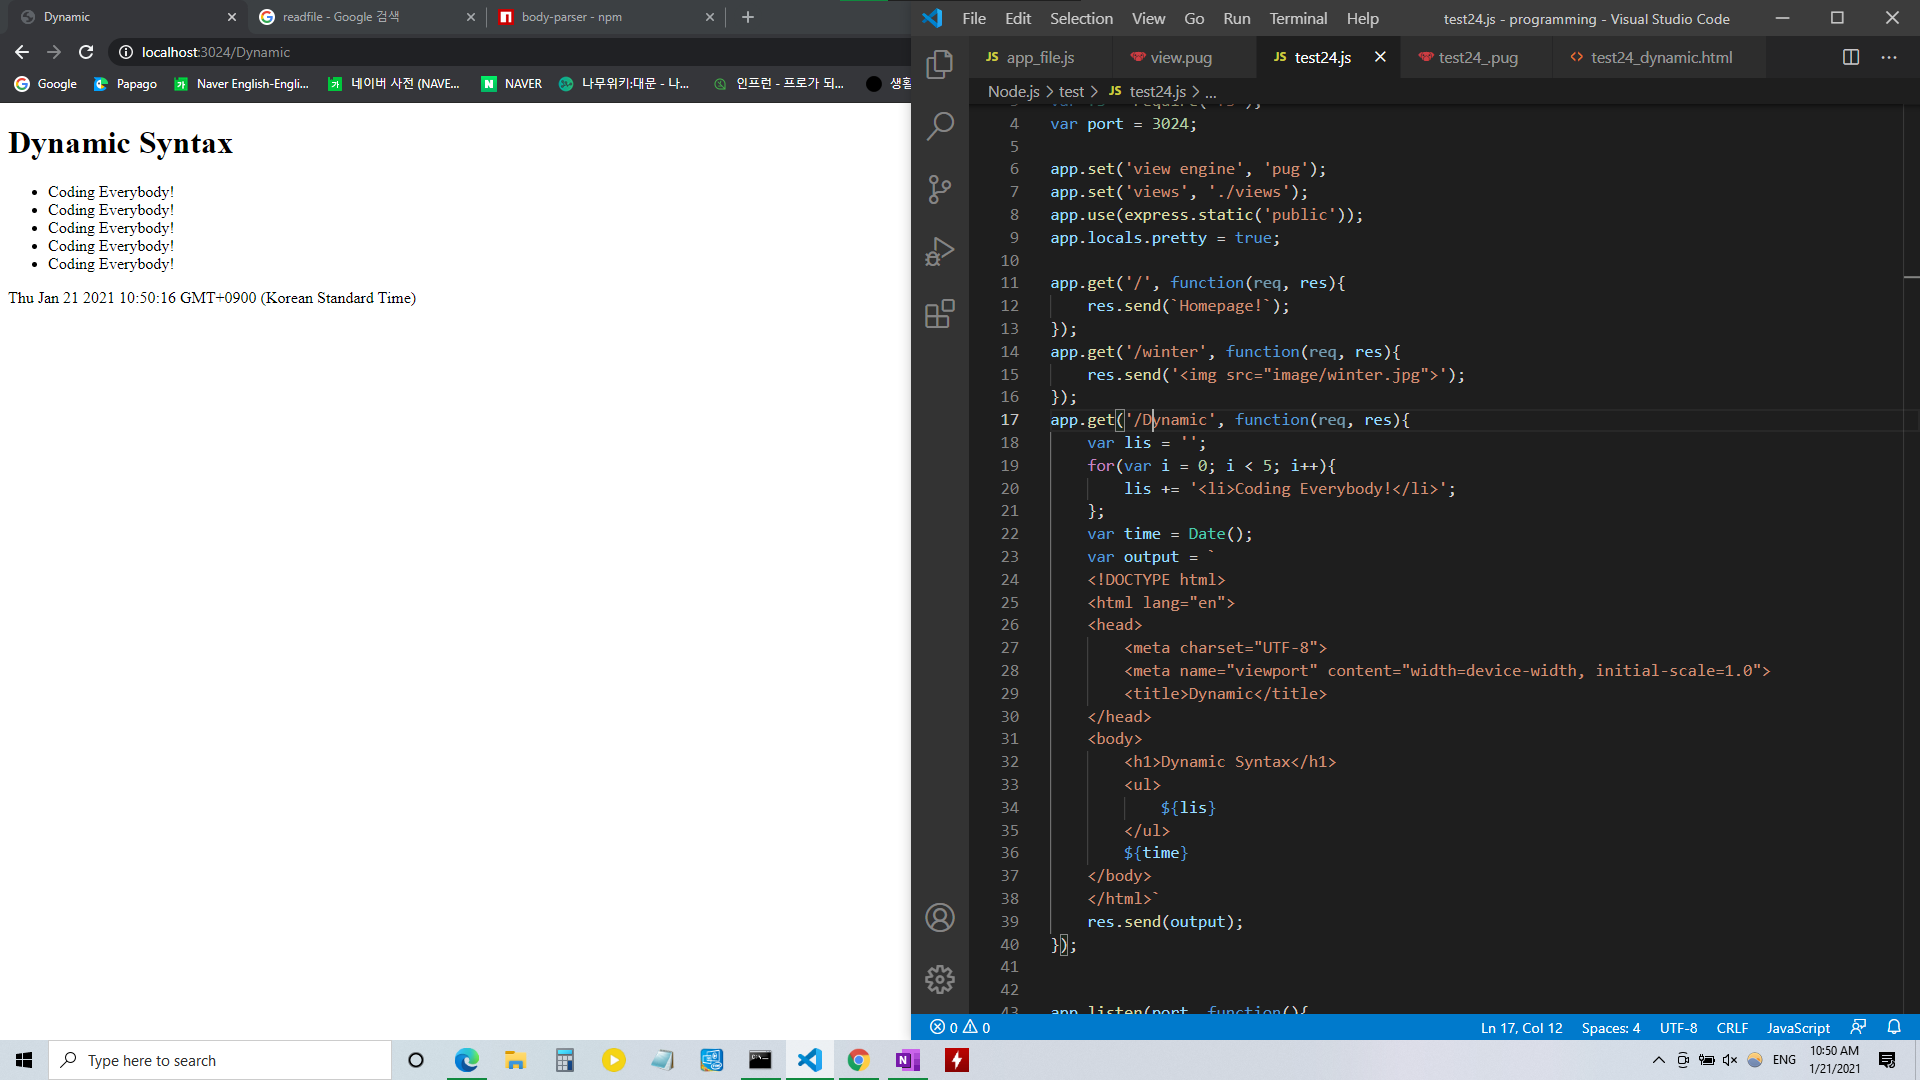 Dynamic
readfile - Google 검색
body-parser - npm
localhost:3024/Dynamic
Google
Papago
Naver English-Engli...
네이버 사전 (NAVE...
NAVER
나무위키:대문 - 나...
인프런 - 프로가 되...
생활
Dynamic Syntax
• Coding Everybody!
• Coding Everybody!
• Coding Everybody!
• Coding Everybody!
• Coding Everybody!
Thu Jan 21 2021 10:50:16 GMT+0900 (Korean Standard Time)
File Edit Selection View Go Run Terminal Help
test24.js - programming - Visual Studio Code
JS app_file.js
view.pug
JS test24.js
test24_.pug
<> test24_dynamic.html
Node.js > test > JS test24.js > ...
4 var port = 3024;
5
6 app.set('view engine', 'pug');
7 app.set('views', './views');
8 app.use(express.static('public'));
9 app.locals.pretty = true;
10
11 app.get('/', function(req, res){
12     res.send(`Homepage!`);
13 });
14 app.get('/winter', function(req, res){
15     res.send('<img src="image/winter.jpg">');
16 });
17 app.get('/Dynamic', function(req, res){
18     var lis = '';
19     for(var i = 0; i < 5; i++){
20         lis += '<li>Coding Everybody!</li>';
21     };
22     var time = Date();
23     var output = `
24     <!DOCTYPE html>
25     <html lang="en">
26     <head>
27         <meta charset="UTF-8">
28         <meta name="viewport" content="width=device-width, initial-scale=1.0">
29         <title>Dynamic</title>
30     </head>
31     <body>
32         <h1>Dynamic Syntax</h1>
33         <ul>
34             ${lis}
35         </ul>
36         ${time}
37     </body>
38     </html>`
39     res.send(output);
40 });
41
42
43 app.listen(port, function(){
0 0
Ln 17, Col 12
Spaces: 4
UTF-8
CRLF
JavaScript
Type here to search
ENG
10:50 AM
1/21/2021